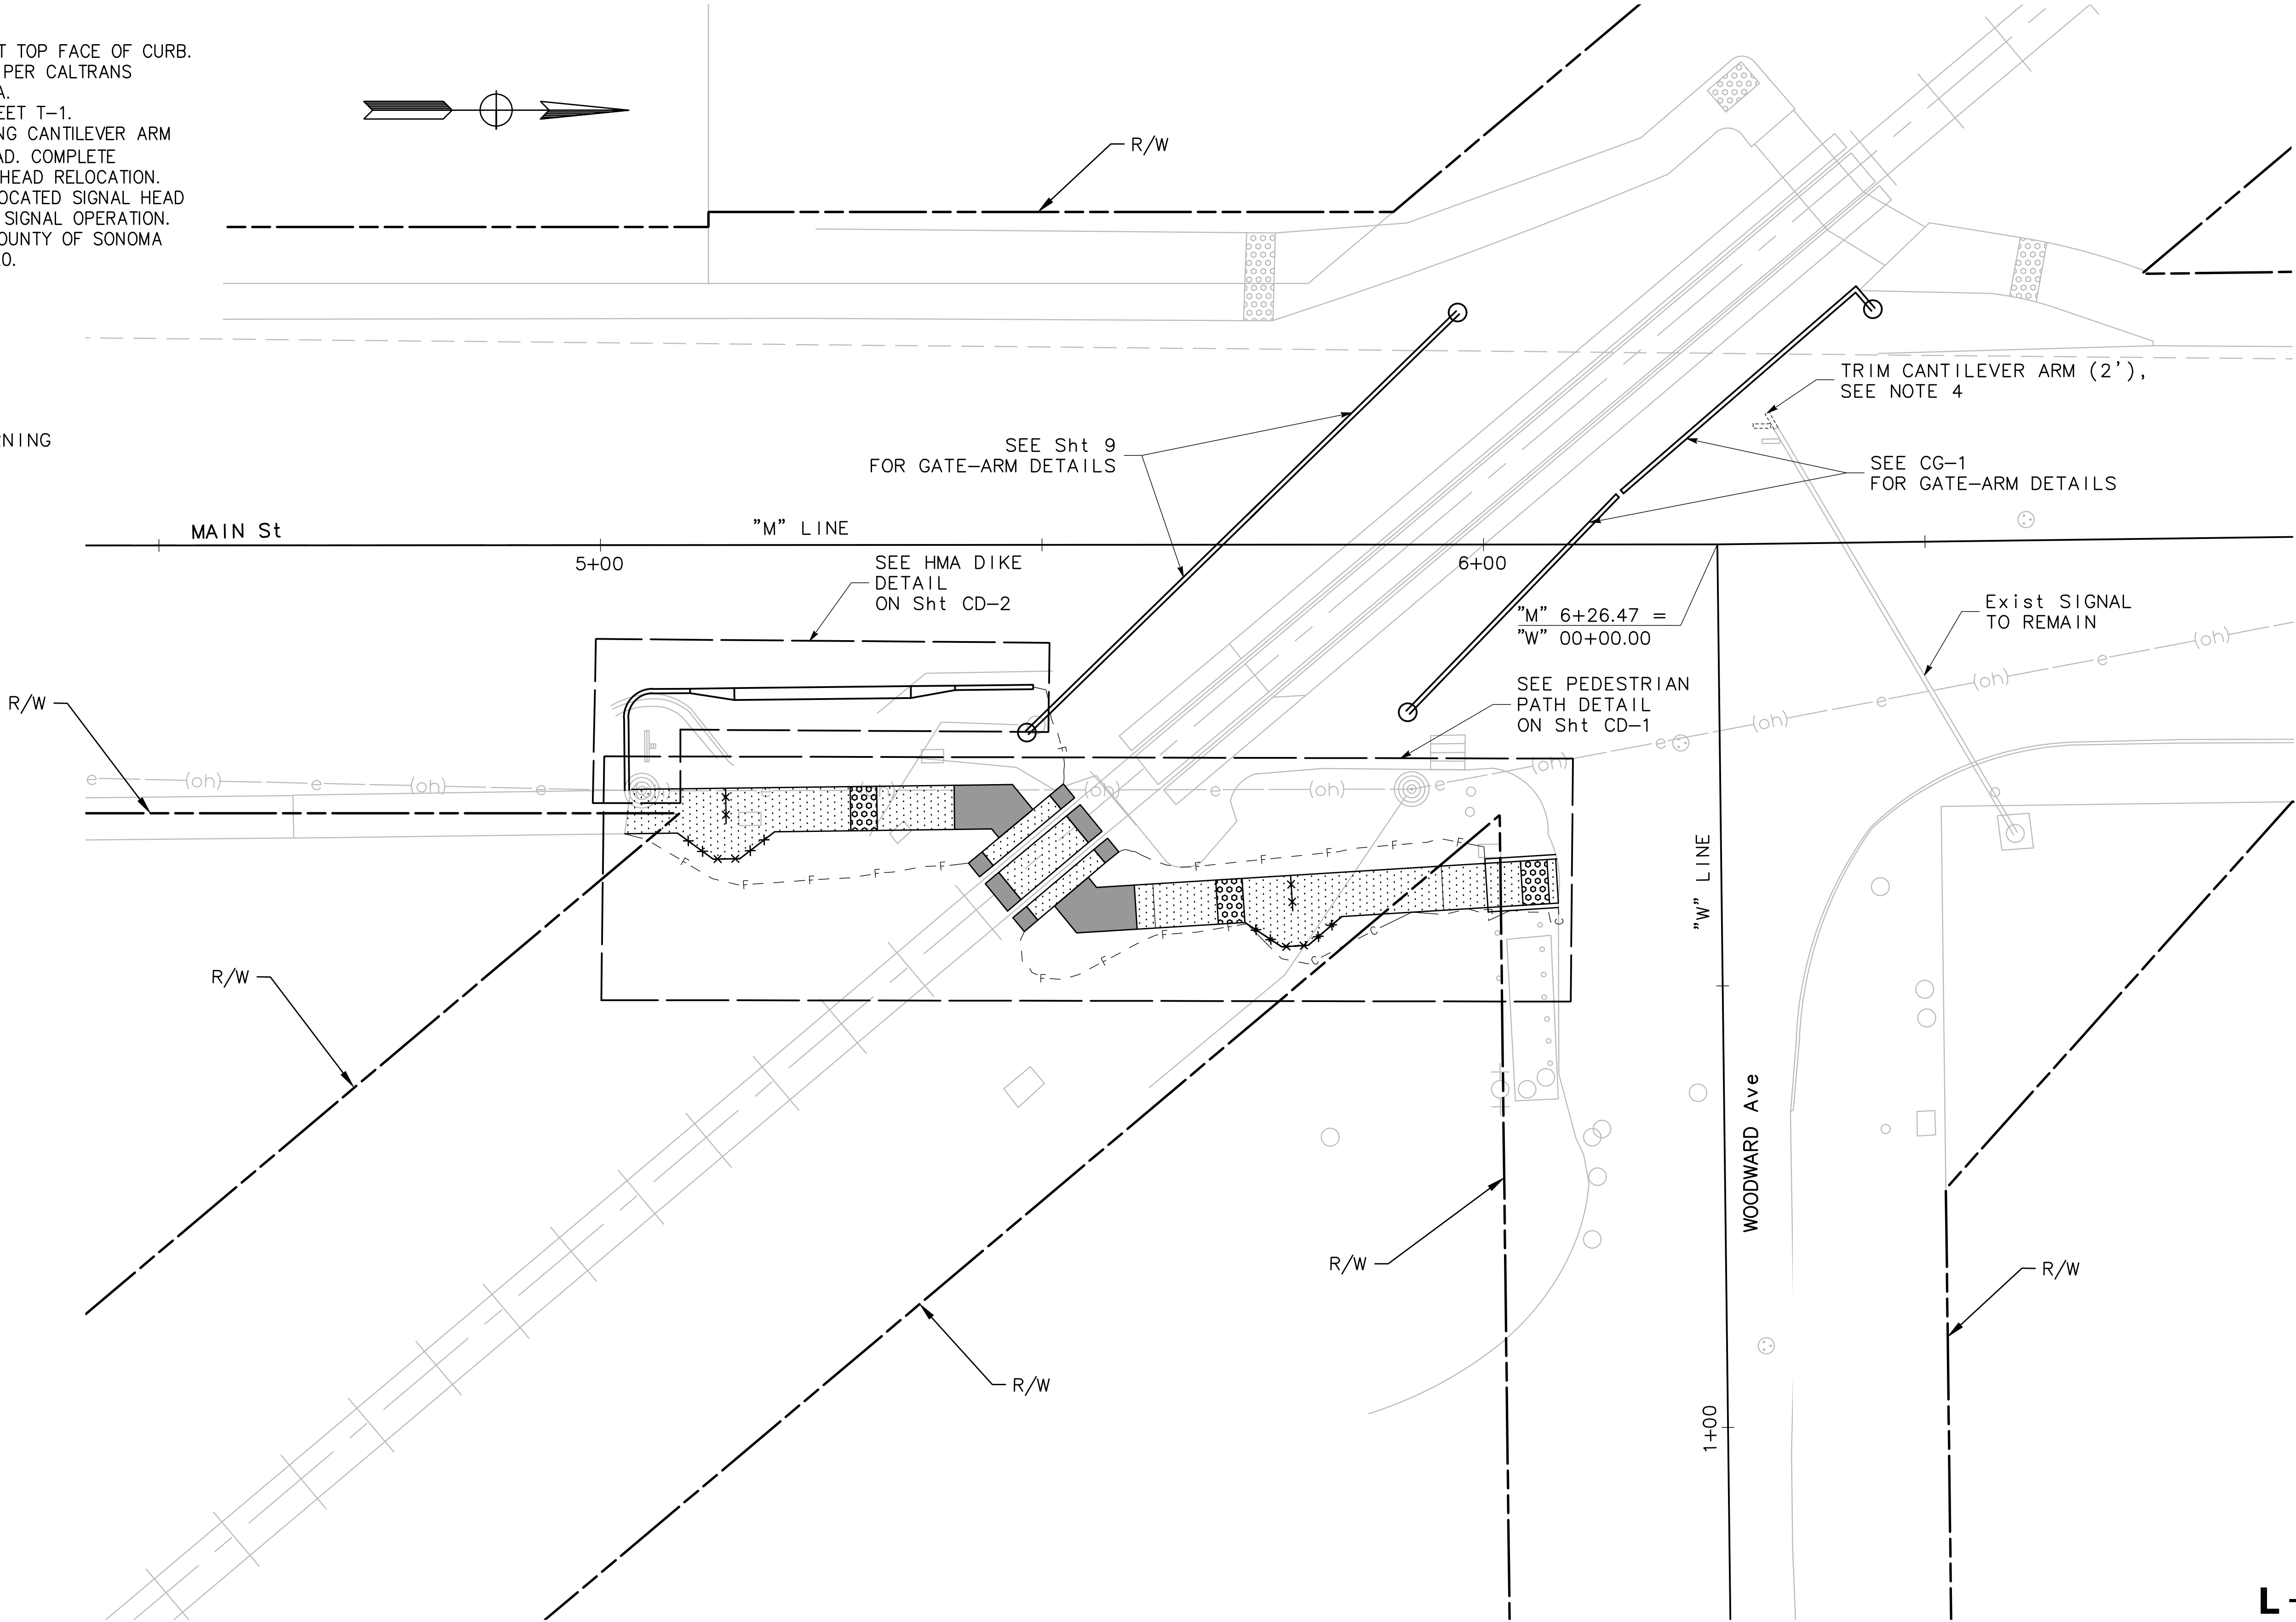 T TOP FACE OF CURB.
PER CALTRANS
A.
EET T-1.
NG CANTILEVER ARM
AD. COMPLETE
HEAD RELOCATION.
OCATED SIGNAL HEAD
SIGNAL OPERATION.
OUNTY OF SONOMA
RNING
R/W
TRIM CANTILEVER ARM (2'),
SEE NOTE 4
SEE Sht 9
FOR GATE-ARM DETAILS
SEE CG-1
FOR GATE-ARM DETAILS
MAIN St
"M" LINE
5+00
6+00
SEE HMA DIKE
DETAIL
ON Sht CD-2
"M" 6+26.47 =
"W" 00+00.00
Exist SIGNAL
TO REMAIN
SEE PEDESTRIAN
PATH DETAIL
ON Sht CD-1
R/W
e (oh) e (oh) e (oh) e (oh) e (oh) e (oh) e (oh) e (oh)
F F F F F F
F F F F F
F F F F C C
"W" LINE
R/W
WOODWARD Ave
R/W
R/W
R/W
1+00
L-